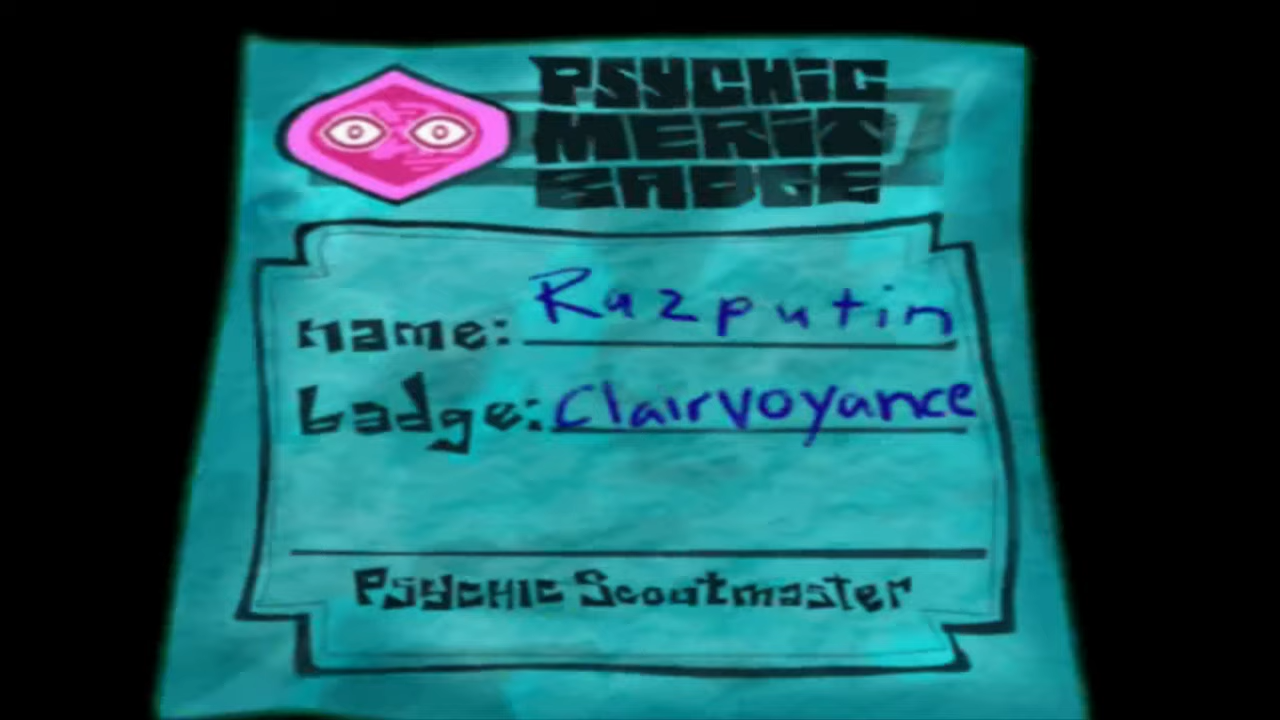 PSYCHIC
MERIT
BADGE
name: Razputin
badge: Clairvoyance
Psychic Scoutmaster